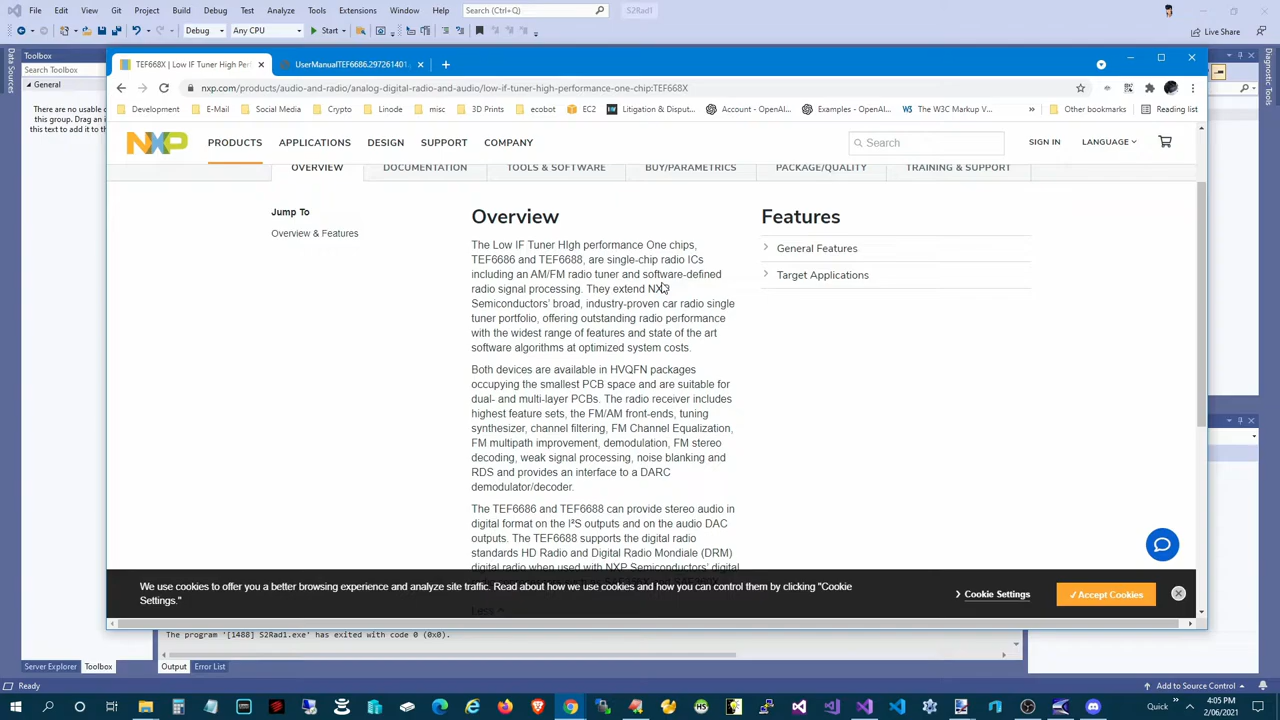 File Edit View Git Project Build Debug Test Analyze Tools Extensions Window Help Search (Ctrl+Q) S2Rad1
Debug Any CPU Start Live Share
Toolbox
Search Toolbox
General
There are no usable c
this group. Drag an i
this text to add it to th
Data Sources
Diagnostic Tools
TEF668X | Low IF Tuner High Per UserManualTEF6686.297261401
nxp.com/products/audio-and-radio/analog-digital-radio-and-audio/low-if-tuner-high-performance-one-chip:TEF668X
Development E-Mail Social Media Crypto Linode misc 3D Prints ecobot EC2 Litigation & Disput... Account - OpenAI... Examples - OpenAI... The W3C Markup V... » Other bookmarks Reading list
NXP PRODUCTS APPLICATIONS DESIGN SUPPORT COMPANY Search SIGN IN LANGUAGE
OVERVIEW DOCUMENTATION TOOLS & SOFTWARE BUY/PARAMETRICS PACKAGE/QUALITY TRAINING & SUPPORT
Jump To
Overview & Features
Overview
The Low IF Tuner HIgh performance One chips,
TEF6686 and TEF6688, are single-chip radio ICs
including an AM/FM radio tuner and software-defined
radio signal processing. They extend NXP
Semiconductors' broad, industry-proven car radio single
tuner portfolio, offering outstanding radio performance
with the widest range of features and state of the art
software algorithms at optimized system costs.
Both devices are available in HVQFN packages
occupying the smallest PCB space and are suitable for
dual- and multi-layer PCBs. The radio receiver includes
highest feature sets, the FM/AM front-ends, tuning
synthesizer, channel filtering, FM Channel Equalization,
FM multipath improvement, demodulation, FM stereo
decoding, weak signal processing, noise blanking and
RDS and provides an interface to a DARC
demodulator/decoder.
The TEF6686 and TEF6688 can provide stereo audio in
digital format on the I²S outputs and on the audio DAC
outputs. The TEF6688 supports the digital radio
standards HD Radio and Digital Radio Mondiale (DRM)
digital radio when used with NXP Semiconductors' digital
Less
Features
General Features
Target Applications
We use cookies to offer you a better browsing experience and analyze site traffic. Read about how we use cookies and how you can control them by clicking "Cookie
Settings."
Cookie Settings
✓Accept Cookies
The program '[1488] S2Rad1.exe' has exited with code 0 (0x0).
Server Explorer Toolbox Output Error List
Ready Add to Source Control
Quick 4:05 PM
2/06/2021